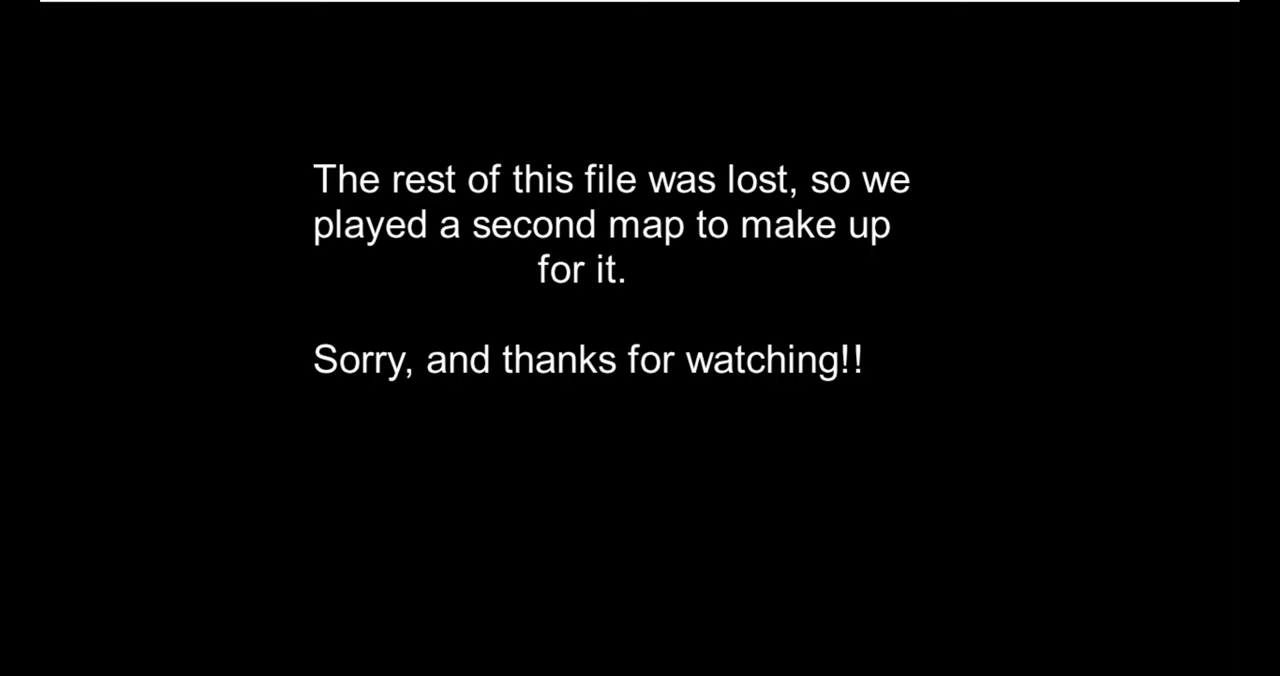 The rest of this file was lost, so we
played a second map to make up
for it.
Sorry, and thanks for watching!!